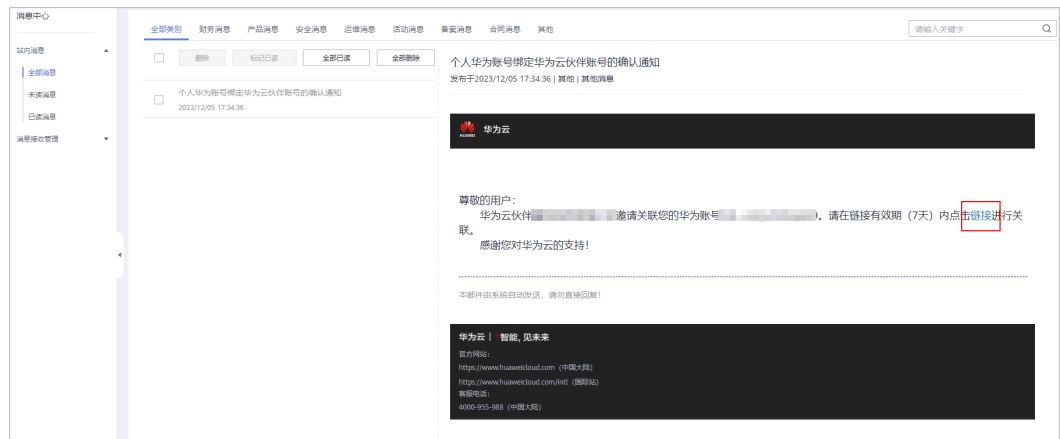 消息中心
站内消息
全部消息
未读消息
已读消息
消息接收管理
全部类别 财务消息 产品消息 安全消息 运维消息 活动消息 备案消息 合同消息 其他
请输入关键字
删除 标记已读 全部已读 全部删除
个人华为账号绑定华为云伙伴账号的确认通知
2023/12/05 17:34:36
个人华为账号绑定华为云伙伴账号的确认通知
发布于2023/12/05 17:34:36 | 其他 | 其他消息
HUAWEI 华为云
尊敬的用户：
华为云伙伴 邀请关联您的华为账号 。请在链接有效期（7天）内点击链接进行关
联。
感谢您对华为云的支持！
本邮件由系统自动发送，请勿直接回复！
华为云 | 智能, 见未来
官方网站：
https://www.huaweicloud.com（中国大陆）
https://www.huaweicloud.com/intl（国际站）
客服电话：
4000-955-988（中国大陆）